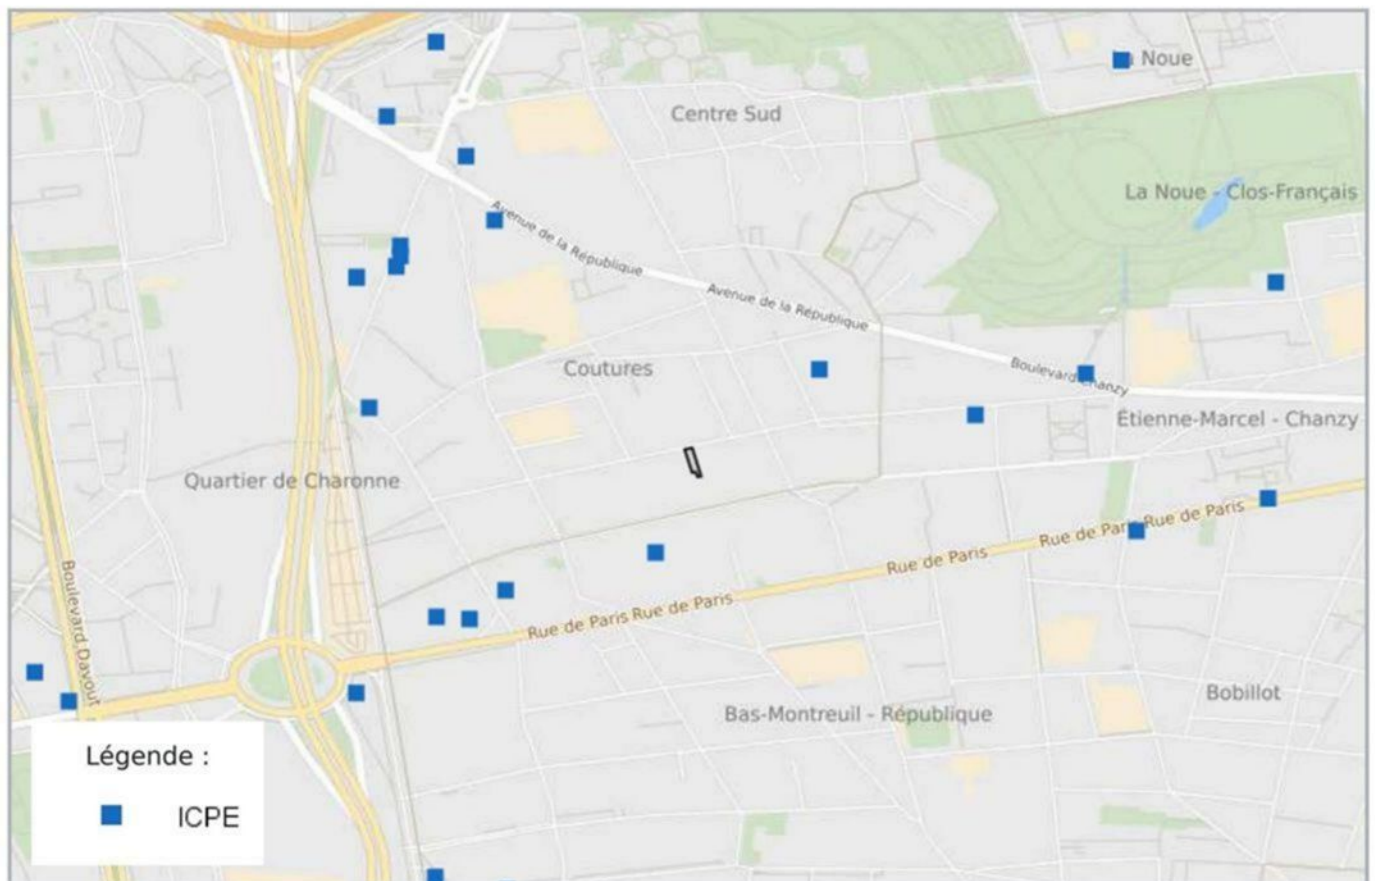 La Noue
Centre Sud
La Noue - Clos-Français
Avenue de la République
Avenue de la République
Coutures
Boulevard Chanzy
Étienne-Marcel - Chanzy
Quartier de Charonne
Rue de Paris
Rue de Paris
Rue de Paris
Rue de Paris Rue de Paris
Boulevard Davout
Bobillot
Bas-Montreuil - République
Légende :
ICPE